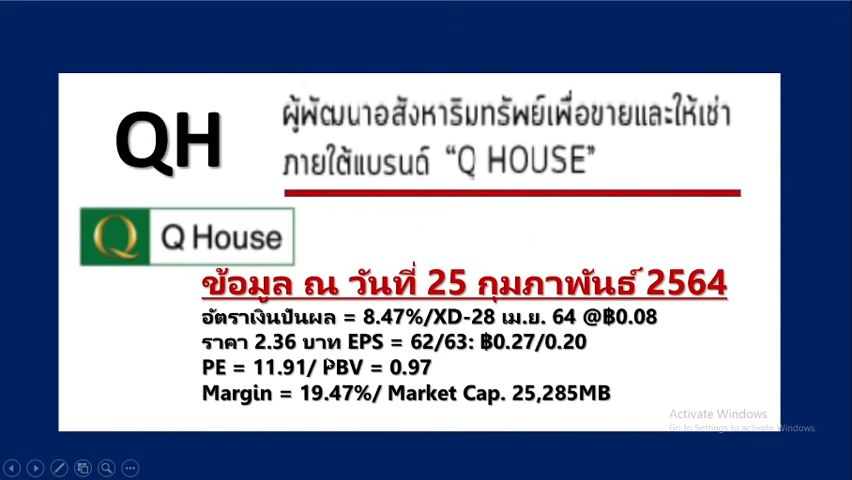 QH
ผู้พัฒนาอสังหาริมทรัพย์เพื่อขายและให้เช่า
ภายใต้แบรนด์ “Q HOUSE”
Q Q House
ข้อมูล ณ วันที่ 25 กุมภาพันธ์ 2564
อัตราเงินปันผล = 8.47%/XD-28 เม.ย. 64 @฿0.08
ราคา 2.36 บาท EPS = 62/63: ฿0.27/0.20
PE = 11.91/ PBV = 0.97
Margin = 19.47%/ Market Cap. 25,285MB
Activate Windows
Go to Settings to activate Windows.